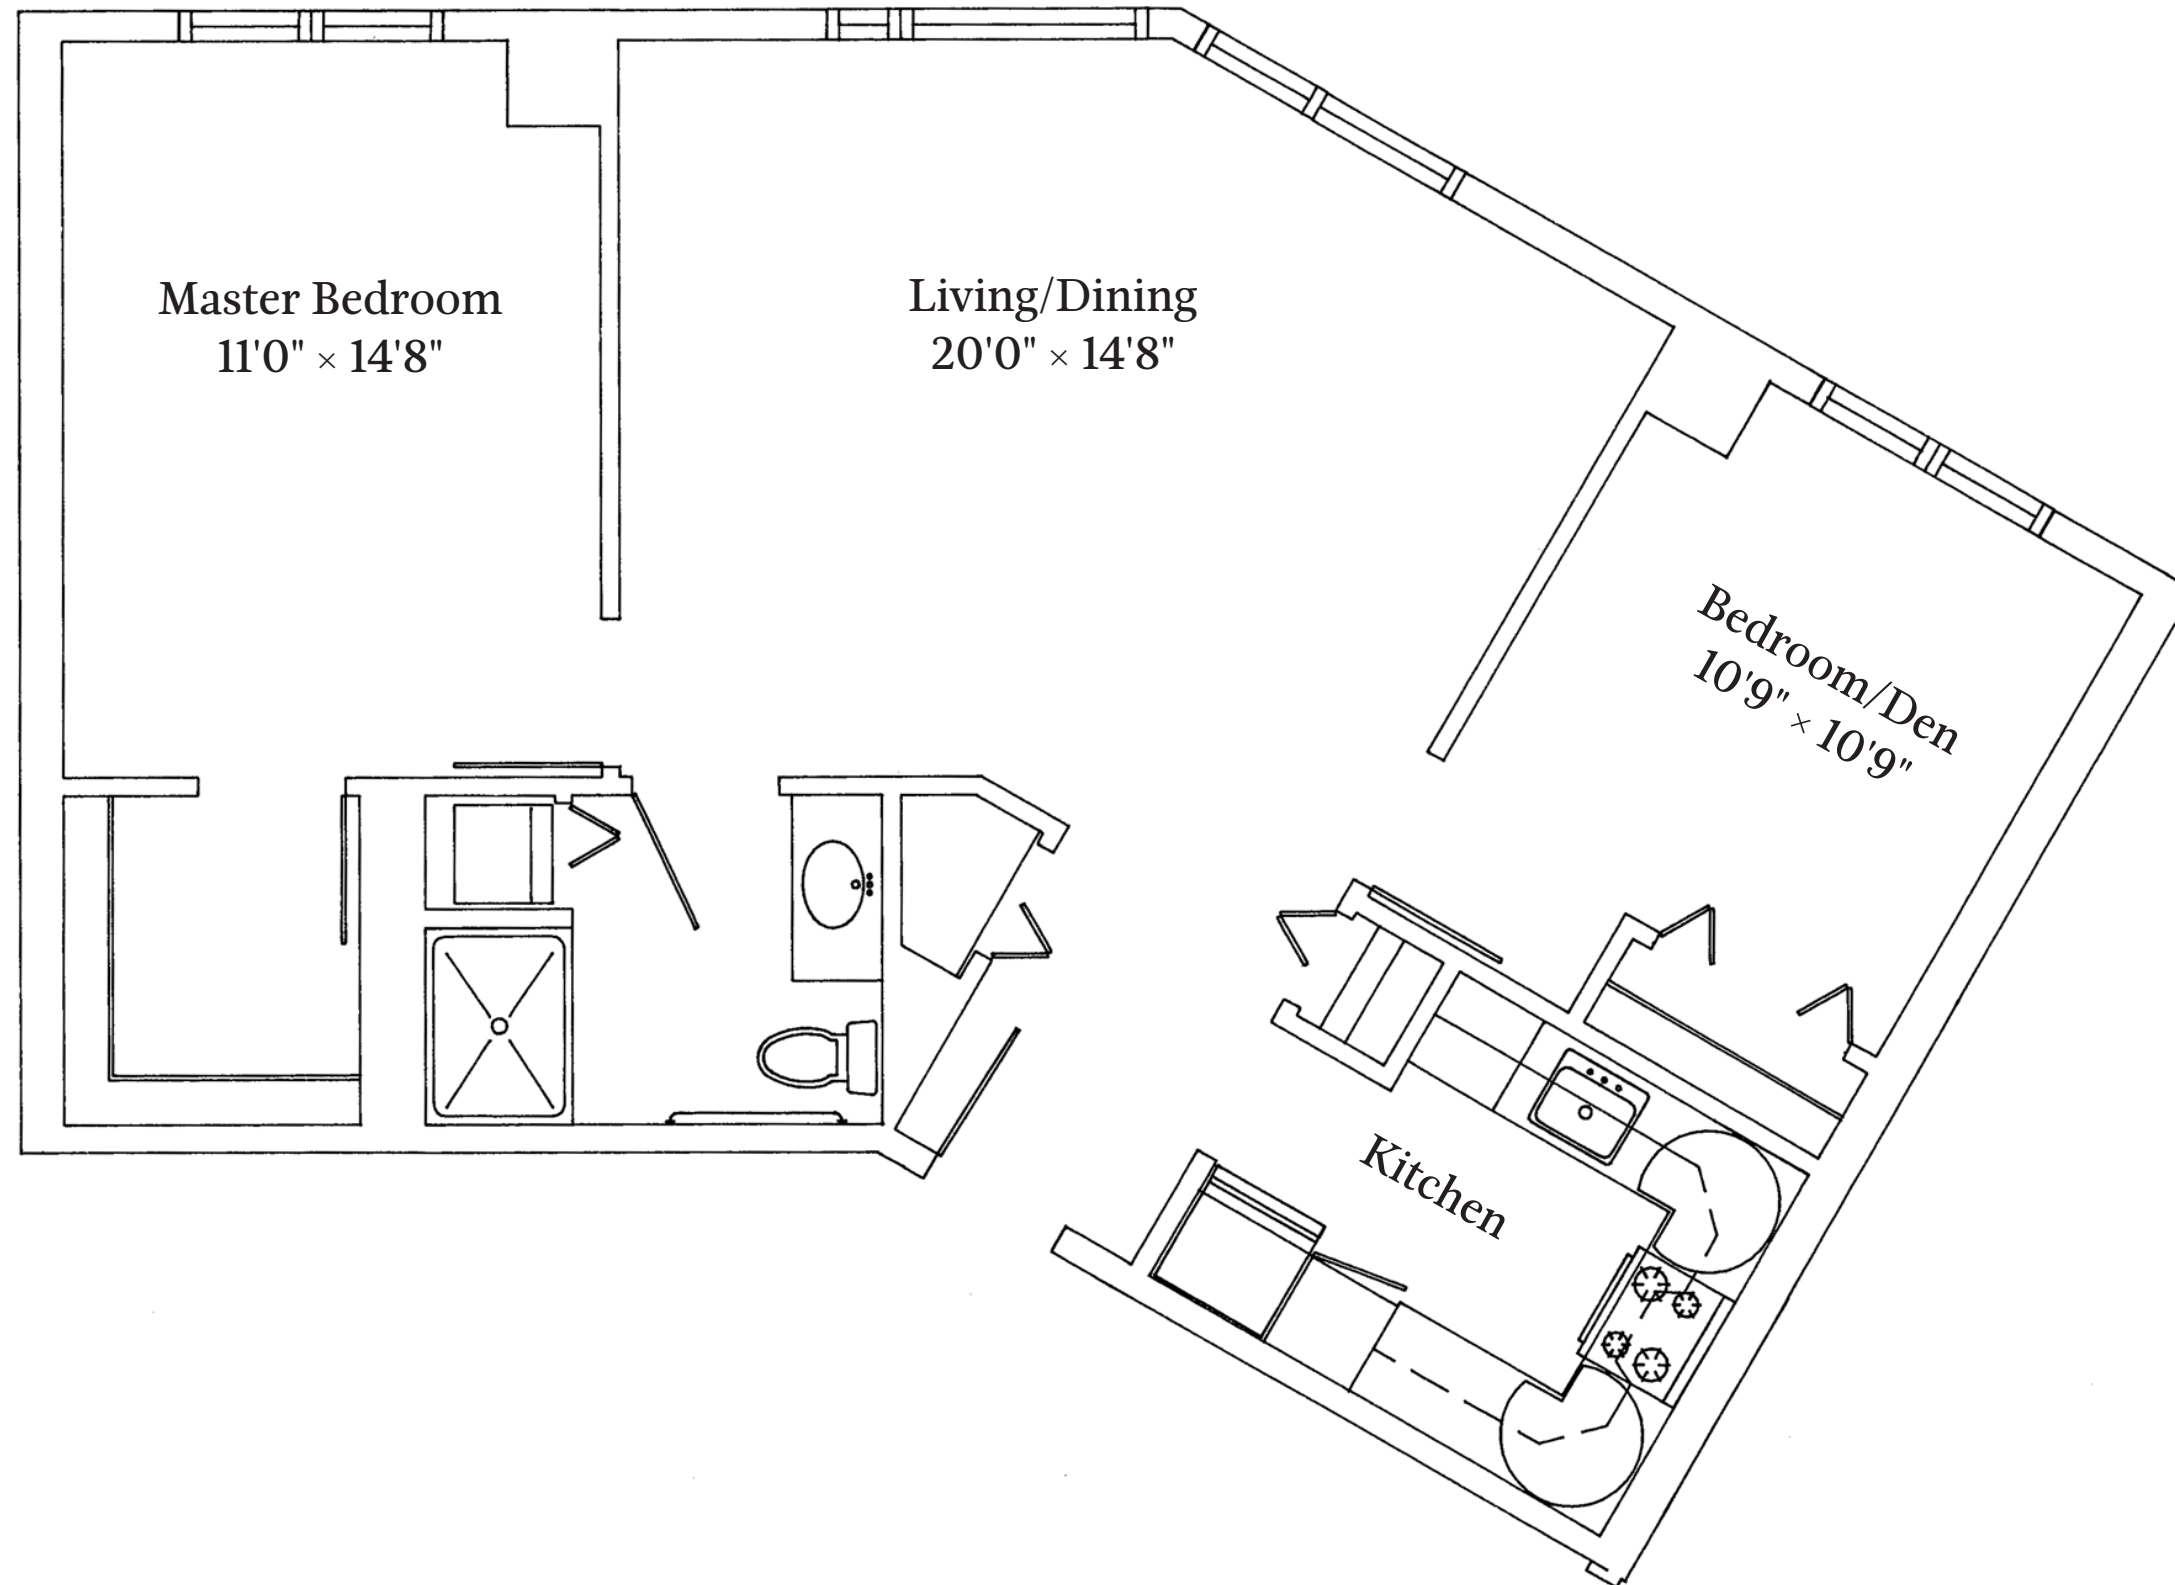 Master Bedroom
11'0" × 14'8"
Living/Dining
20'0" × 14'8"
Bedroom/Den
10'9" × 10'9"
Kitchen